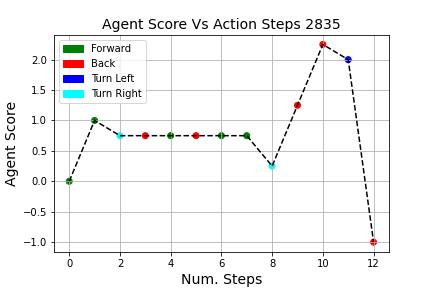 Agent Score Vs Action Steps 2835
Forward
Back
Turn Left
Turn Right
Agent Score
2.0
1.5
1.0
0.5
0.0
−0.5
−1.0
0 2 4 6 8 10 12
Num. Steps